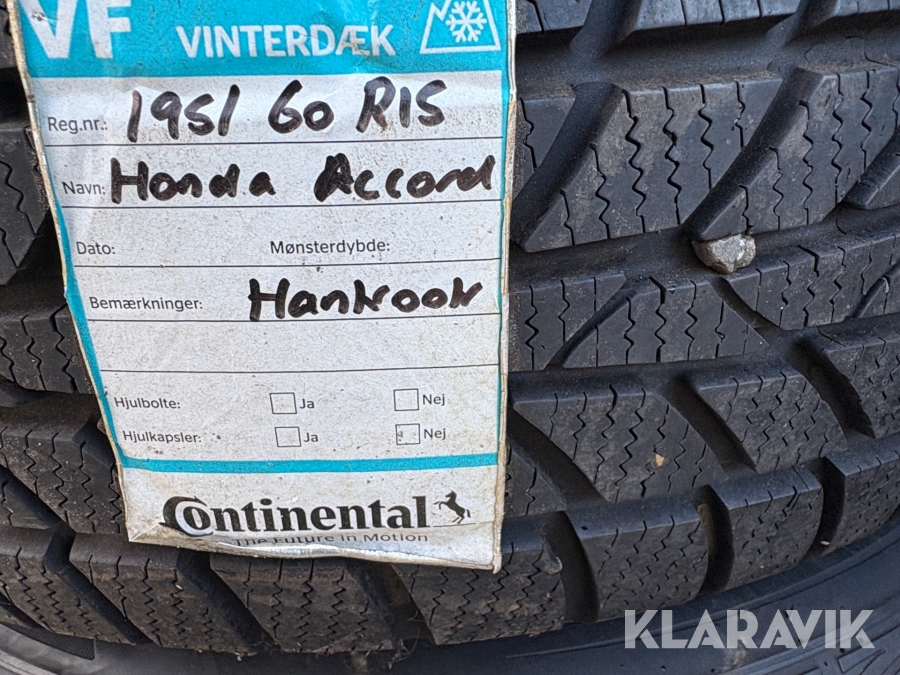 VF VINTERDÆK
Reg.nr.: 195/ 60 R15
Navn: Honda Accord
Dato: Mønsterdybde:
Bemærkninger: Hankook
Hjulbolte: Ja Nej
Hjulkapsler: Ja Nej
Continental
The Future in Motion
KLARAVIK